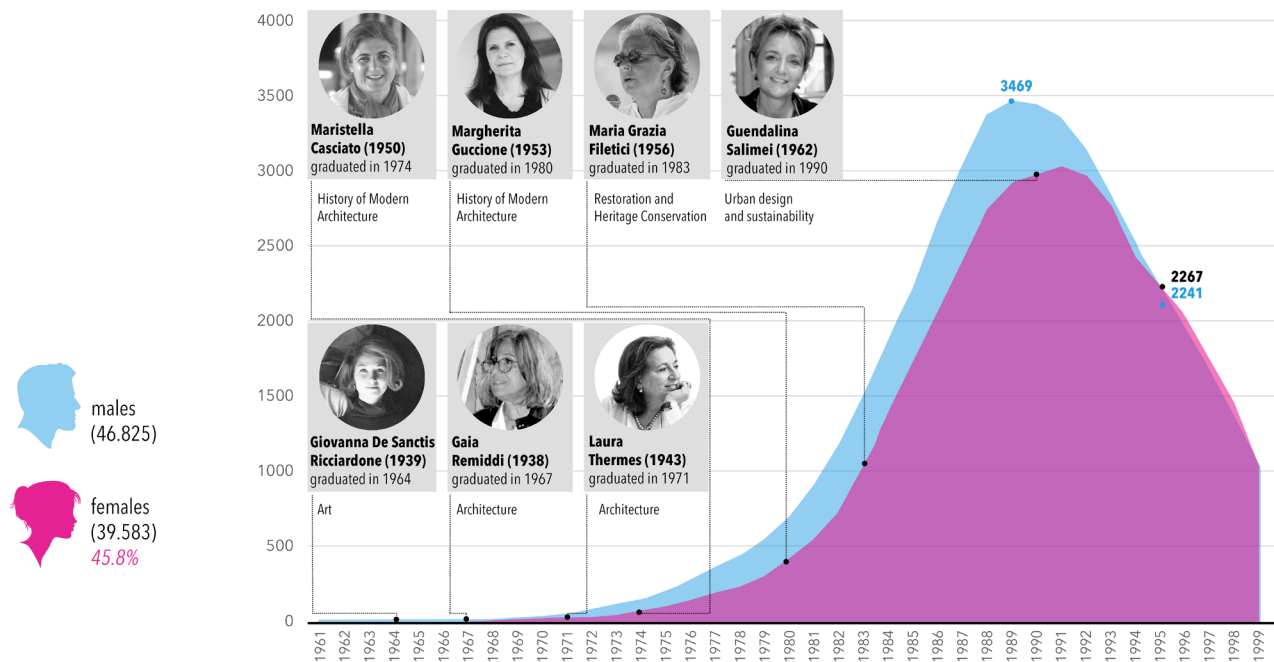 4000
3500
3000
2500
2000
1500
1000
500
0
Maristella
Casciato (1950)
graduated in 1974
History of Modern
Architecture
Margherita
Guccione (1953)
graduated in 1980
History of Modern
Architecture
Maria Grazia
Filetici (1956)
graduated in 1983
Restoration and
Heritage Conservation
Guendalina
Salimei (1962)
graduated in 1990
Urban design
and sustainability
3469
2267
2241
Giovanna De Sanctis
Ricciardone (1939)
graduated in 1964
Art
Gaia
Remiddi (1938)
graduated in 1967
Architecture
Laura
Thermes (1943)
graduated in 1971
Architecture
males
(46.825)
females
(39.583)
45.8%
1961
1962
1963
1964
1965
1966
1967
1968
1969
1970
1971
1972
1973
1974
1975
1976
1977
1978
1979
1980
1981
1982
1983
1984
1985
1986
1987
1988
1989
1990
1991
1992
1993
1994
1995
1996
1997
1998
1999